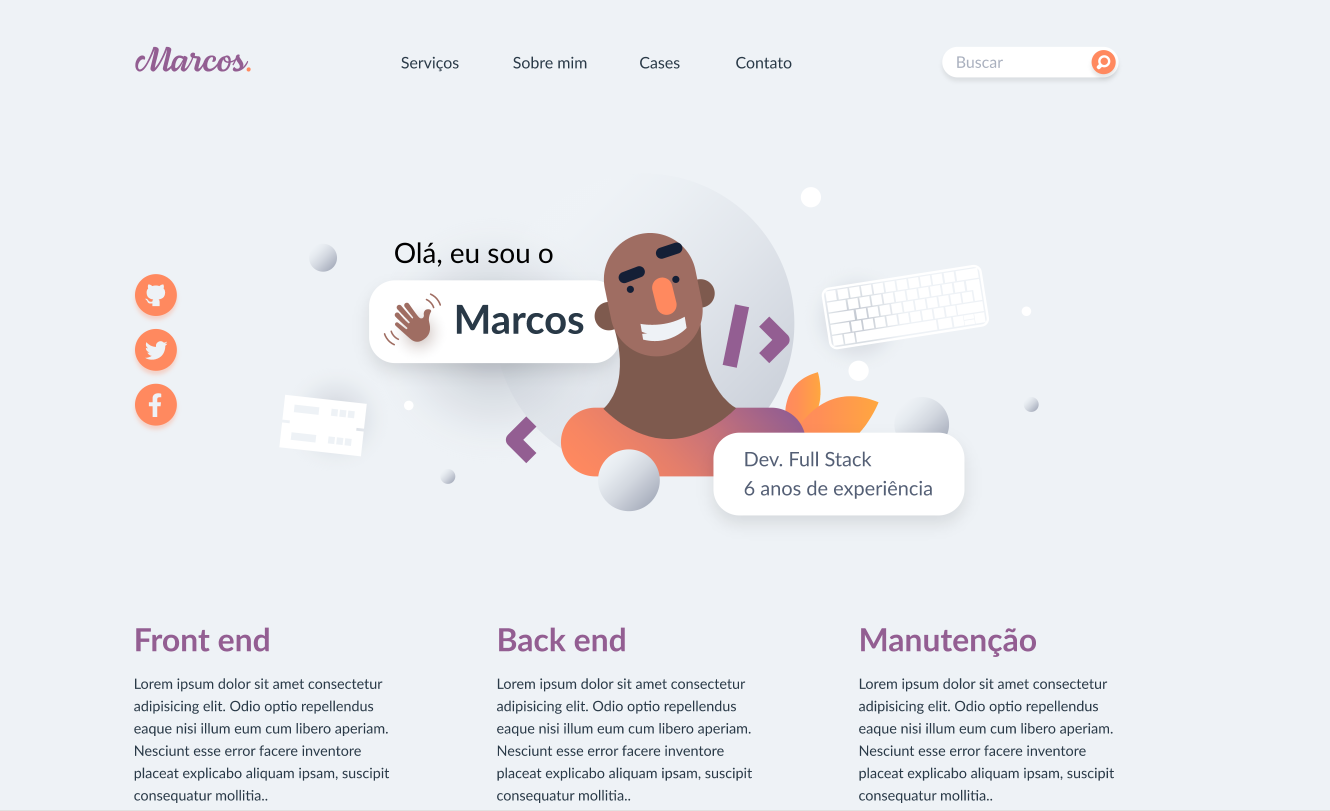 Marcos.
Serviços
Sobre mim
Cases
Contato
Buscar
Olá, eu sou o
Marcos
</>
Dev. Full Stack
6 anos de experiência
Front end
Lorem ipsum dolor sit amet consectetur
adipisicing elit. Odio optio repellendus
eaque nisi illum eum cum libero aperiam.
Nesciunt esse error facere inventore
placeat explicabo aliquam ipsam, suscipit
consequatur mollitia..
Back end
Lorem ipsum dolor sit amet consectetur
adipisicing elit. Odio optio repellendus
eaque nisi illum eum cum libero aperiam.
Nesciunt esse error facere inventore
placeat explicabo aliquam ipsam, suscipit
consequatur mollitia..
Manutenção
Lorem ipsum dolor sit amet consectetur
adipisicing elit. Odio optio repellendus
eaque nisi illum eum cum libero aperiam.
Nesciunt esse error facere inventore
placeat explicabo aliquam ipsam, suscipit
consequatur mollitia..